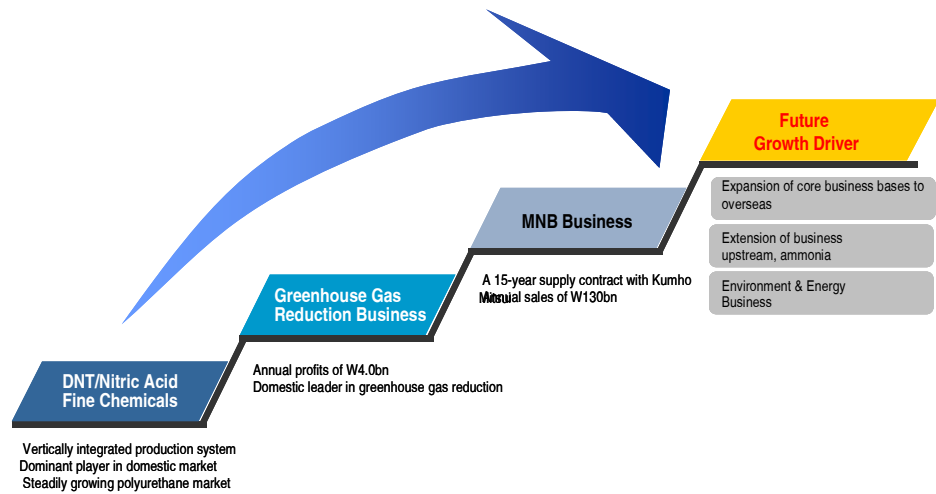 Future
Growth Driver
Expansion of core business bases to
overseas
Extension of business
upstream, ammonia
Environment & Energy
Business
MNB Business
A 15-year supply contract with Kumho
Mitsui
Annual sales of W130bn
Greenhouse Gas
Reduction Business
Annual profits of W4.0bn
Domestic leader in greenhouse gas reduction
DNT/Nitric Acid
Fine Chemicals
Vertically integrated production system
Dominant player in domestic market
Steadily growing polyurethane market